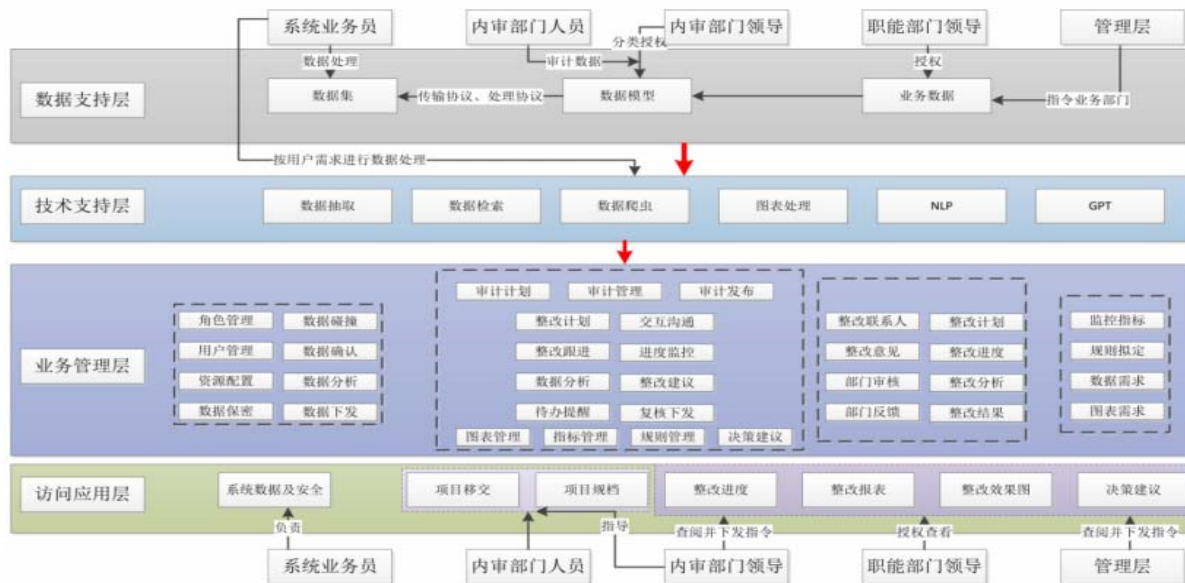 系统业务员
内审部门人员
内审部门领导
职能部门领导
管理层
分类授权
数据处理
审计数据
授权
数据支持层
数据集
传输协议、处理协议
数据模型
业务数据
指令业务部门
按用户需求进行数据处理
技术支持层
数据抽取
数据检索
数据爬虫
图表处理
NLP
GPT
业务管理层
角色管理
数据碰撞
用户管理
数据确认
资源配置
数据分析
数据保密
数据下发
审计计划
审计管理
审计发布
整改计划
交互沟通
整改跟进
进度监控
数据分析
整改建议
待办提醒
复核下发
图表管理
指标管理
规则管理
决策建议
整改联系人
整改计划
整改意见
整改进度
部门审核
整改分析
部门反馈
整改结果
监控指标
规则拟定
数据需求
图表需求
访问应用层
系统数据及安全
项目移交
项目规档
整改进度
整改报表
整改效果图
决策建议
负责
指导
查阅并下发指令
授权查看
查阅并下发指令
系统业务员
内审部门人员
内审部门领导
职能部门领导
管理层